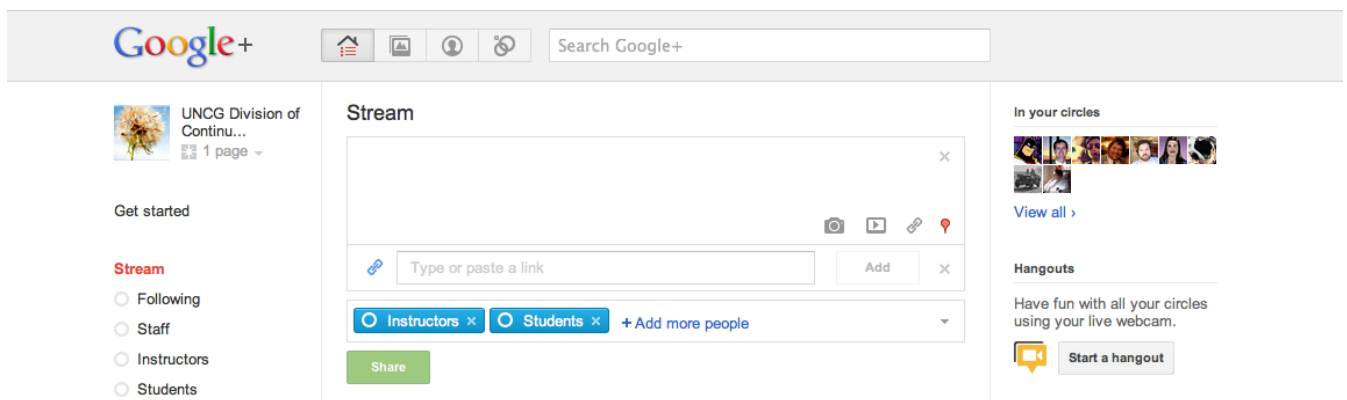 Google+
Search Google+
UNCG Division of
Continu...
1 page
Get started
Stream
Following
Staff
Instructors
Students
Stream
Type or paste a link
Add
Instructors ×
Students ×
+ Add more people
Share
In your circles
View all ›
Hangouts
Have fun with all your circles
using your live webcam.
Start a hangout